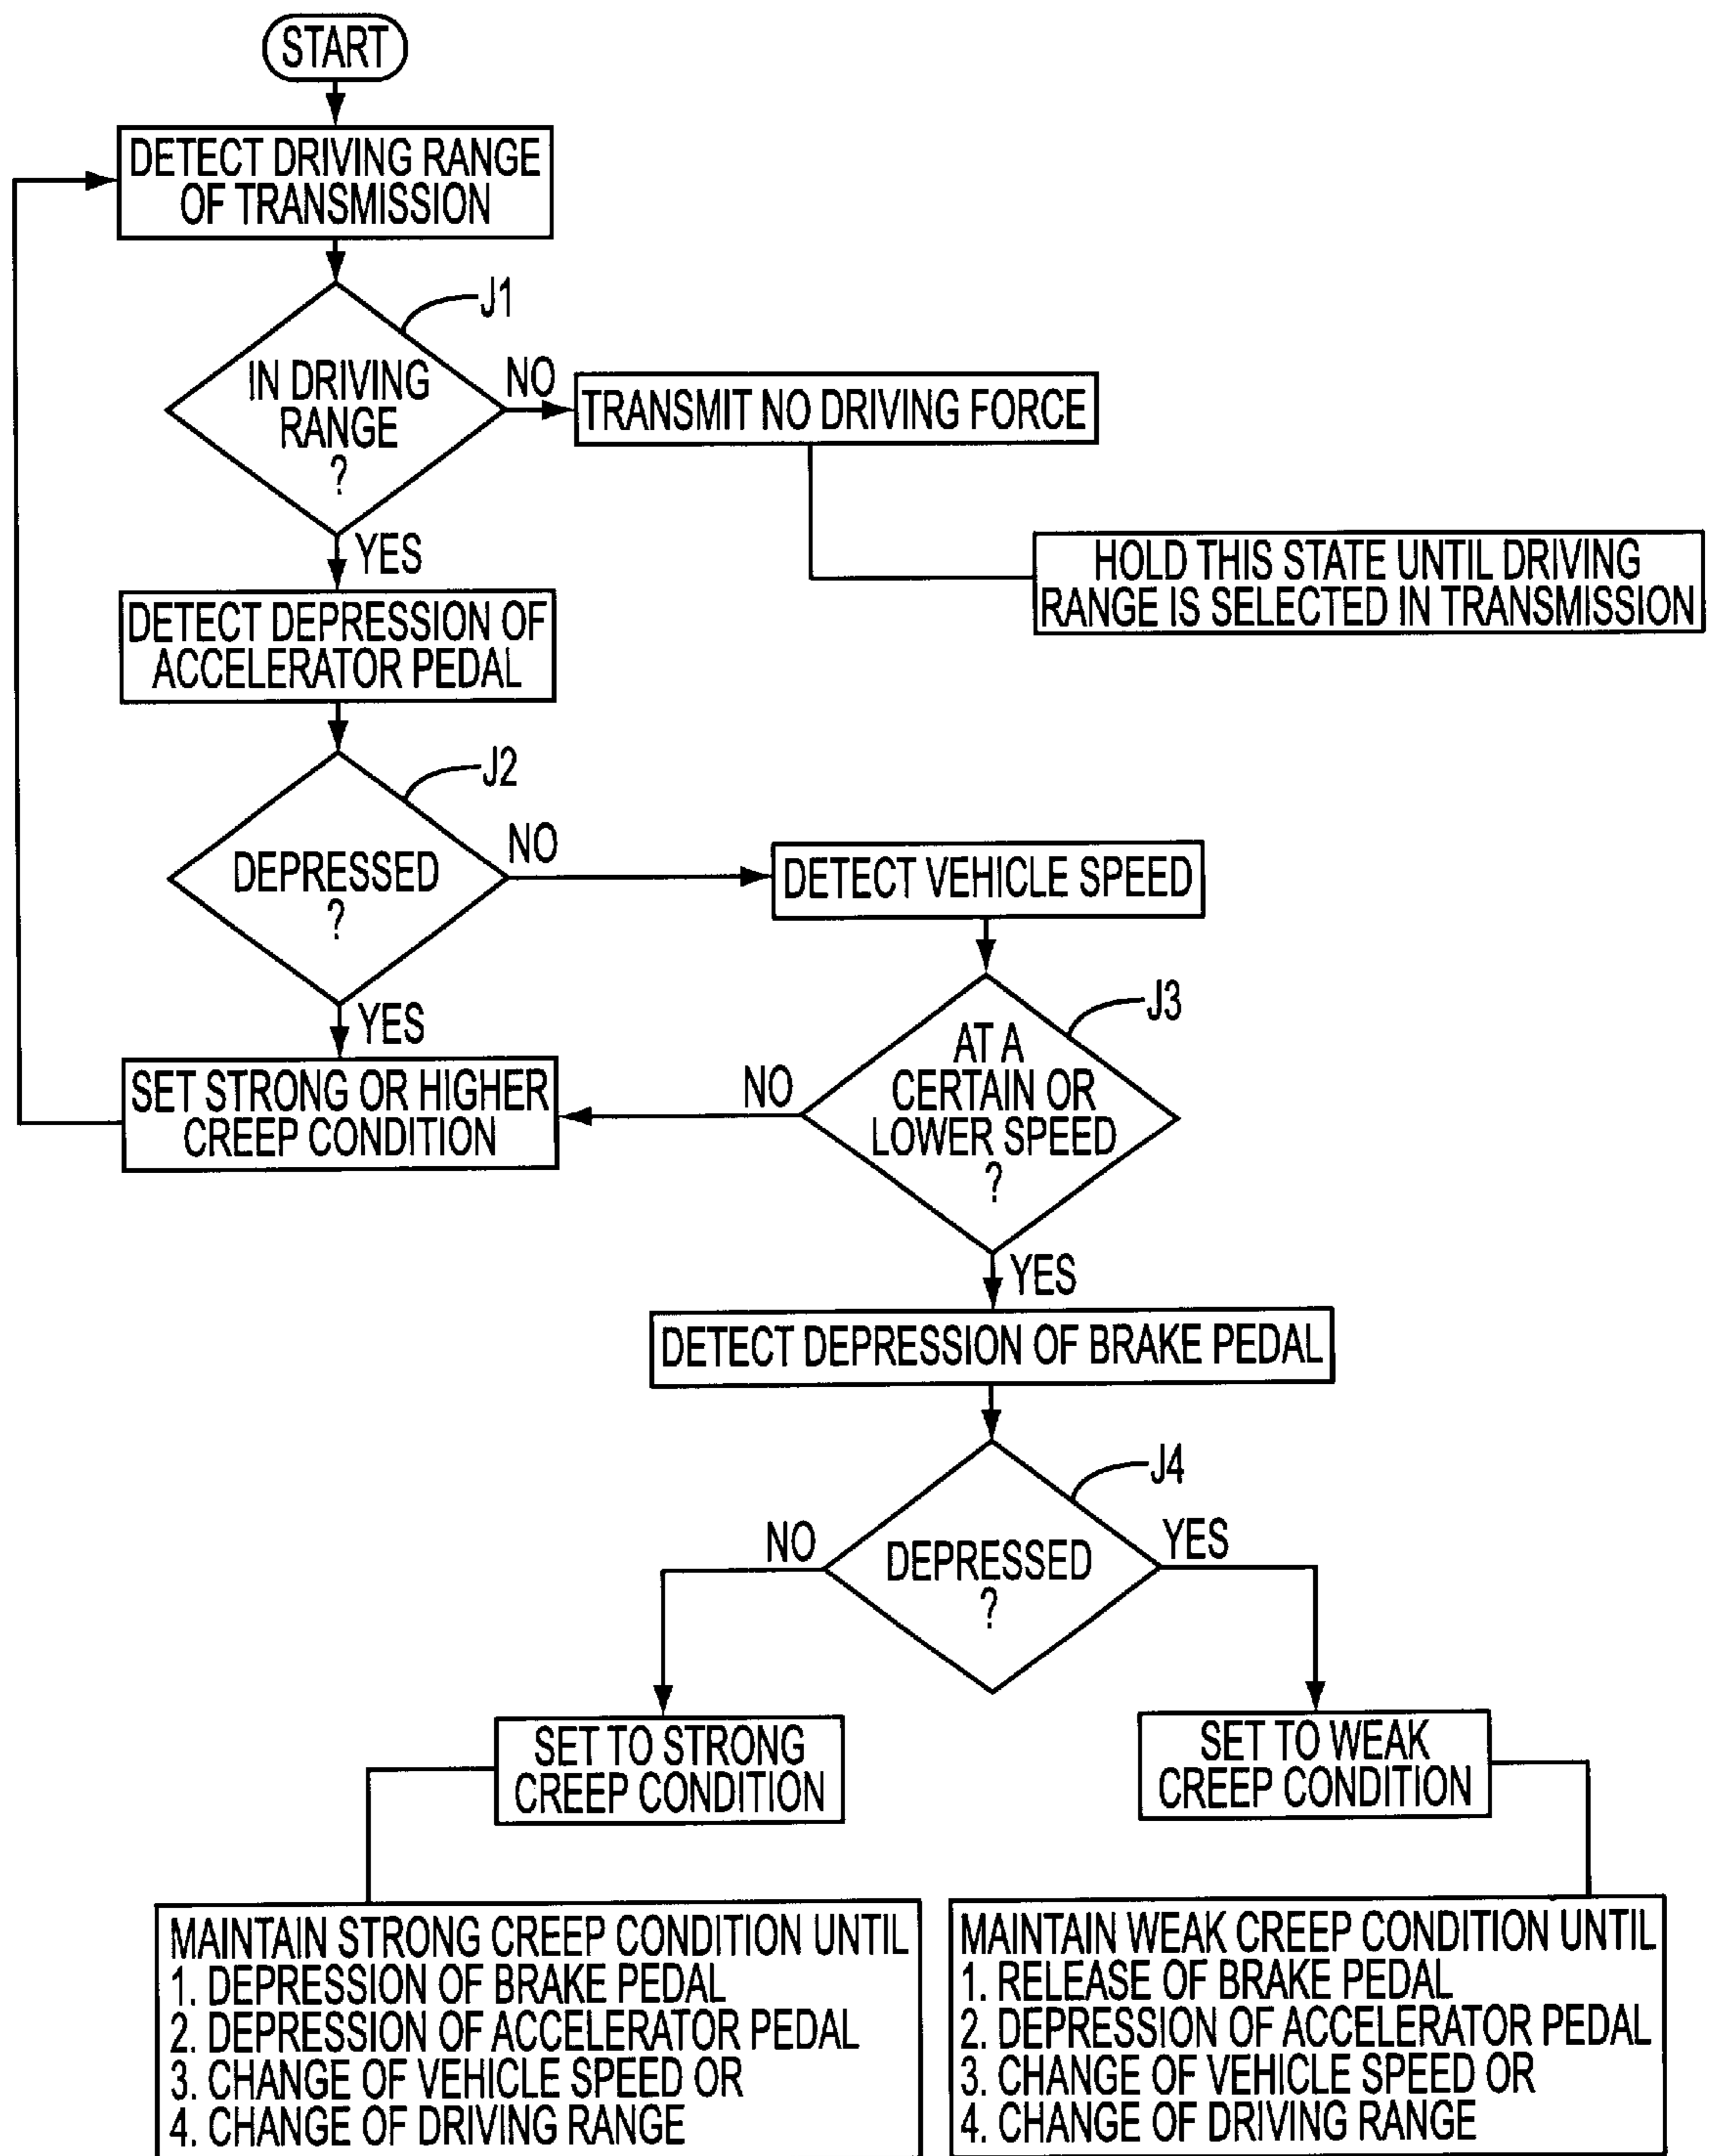 START
DETECT DRIVING RANGE
OF TRANSMISSION
J1
IN DRIVING
RANGE
?
NO
TRANSMIT NO DRIVING FORCE
YES
HOLD THIS STATE UNTIL DRIVING
RANGE IS SELECTED IN TRANSMISSION
DETECT DEPRESSION OF
ACCELERATOR PEDAL
J2
DEPRESSED
?
NO
DETECT VEHICLE SPEED
YES
J3
AT A
CERTAIN OR
LOWER SPEED
?
NO
SET STRONG OR HIGHER
CREEP CONDITION
YES
DETECT DEPRESSION OF BRAKE PEDAL
J4
DEPRESSED
?
NO
YES
SET TO STRONG
CREEP CONDITION
SET TO WEAK
CREEP CONDITION
MAINTAIN STRONG CREEP CONDITION UNTIL
1. DEPRESSION OF BRAKE PEDAL
2. DEPRESSION OF ACCELERATOR PEDAL
3. CHANGE OF VEHICLE SPEED OR
4. CHANGE OF DRIVING RANGE
MAINTAIN WEAK CREEP CONDITION UNTIL
1. RELEASE OF BRAKE PEDAL
2. DEPRESSION OF ACCELERATOR PEDAL
3. CHANGE OF VEHICLE SPEED OR
4. CHANGE OF DRIVING RANGE